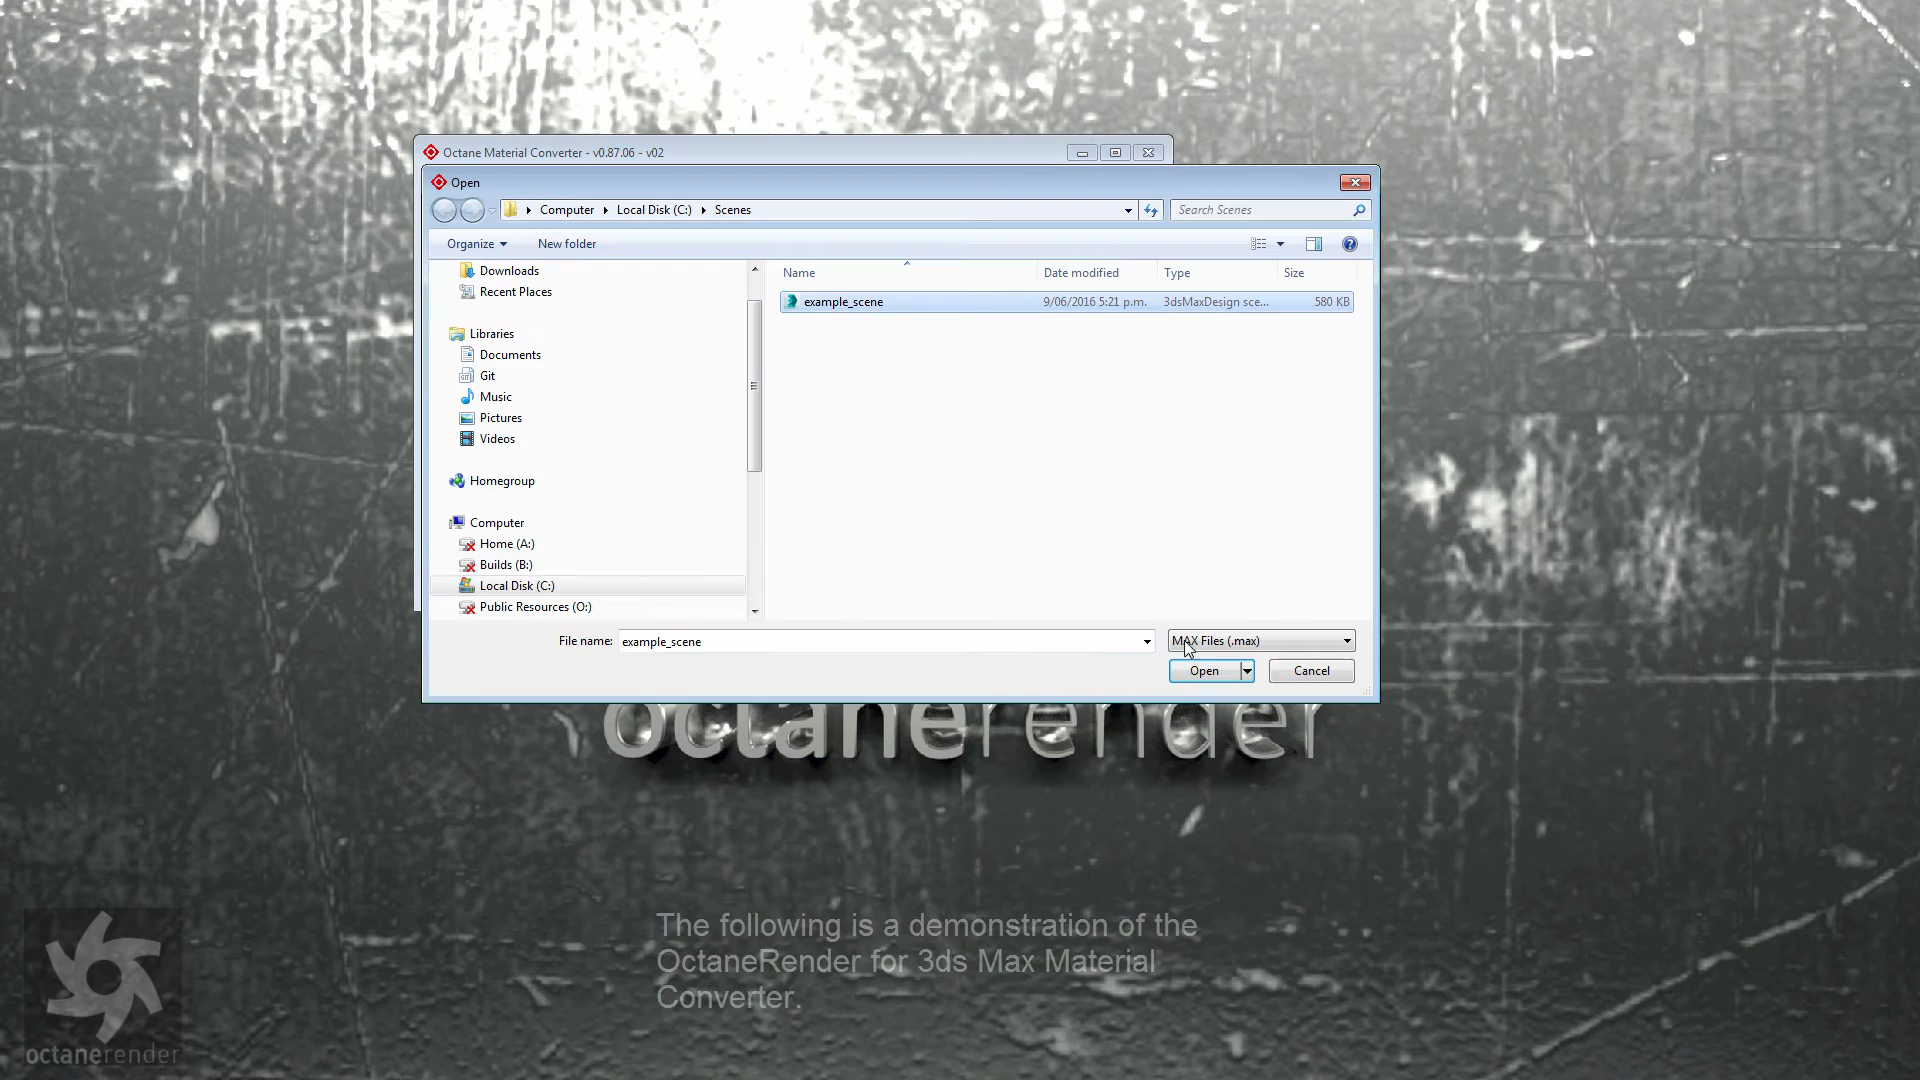 Octane Material Converter - v0.87.06 - v02
Open
Computer
Local Disk (C:)
Scenes
Search Scenes
Organize
New folder
Name
Date modified
Type
Size
Downloads
Recent Places
example_scene
9/06/2016 5:21 p.m.
3dsMaxDesign sce...
580 KB
Libraries
Documents
Git
Music
Pictures
Videos
Homegroup
Computer
Home (A:)
Builds (B:)
Local Disk (C:)
Public Resources (O:)
File name:
example_scene
MAX Files (.max)
Open
Cancel
octanerender
The following is a demonstration of the
OctaneRender for 3ds Max Material
Converter.
octanerender